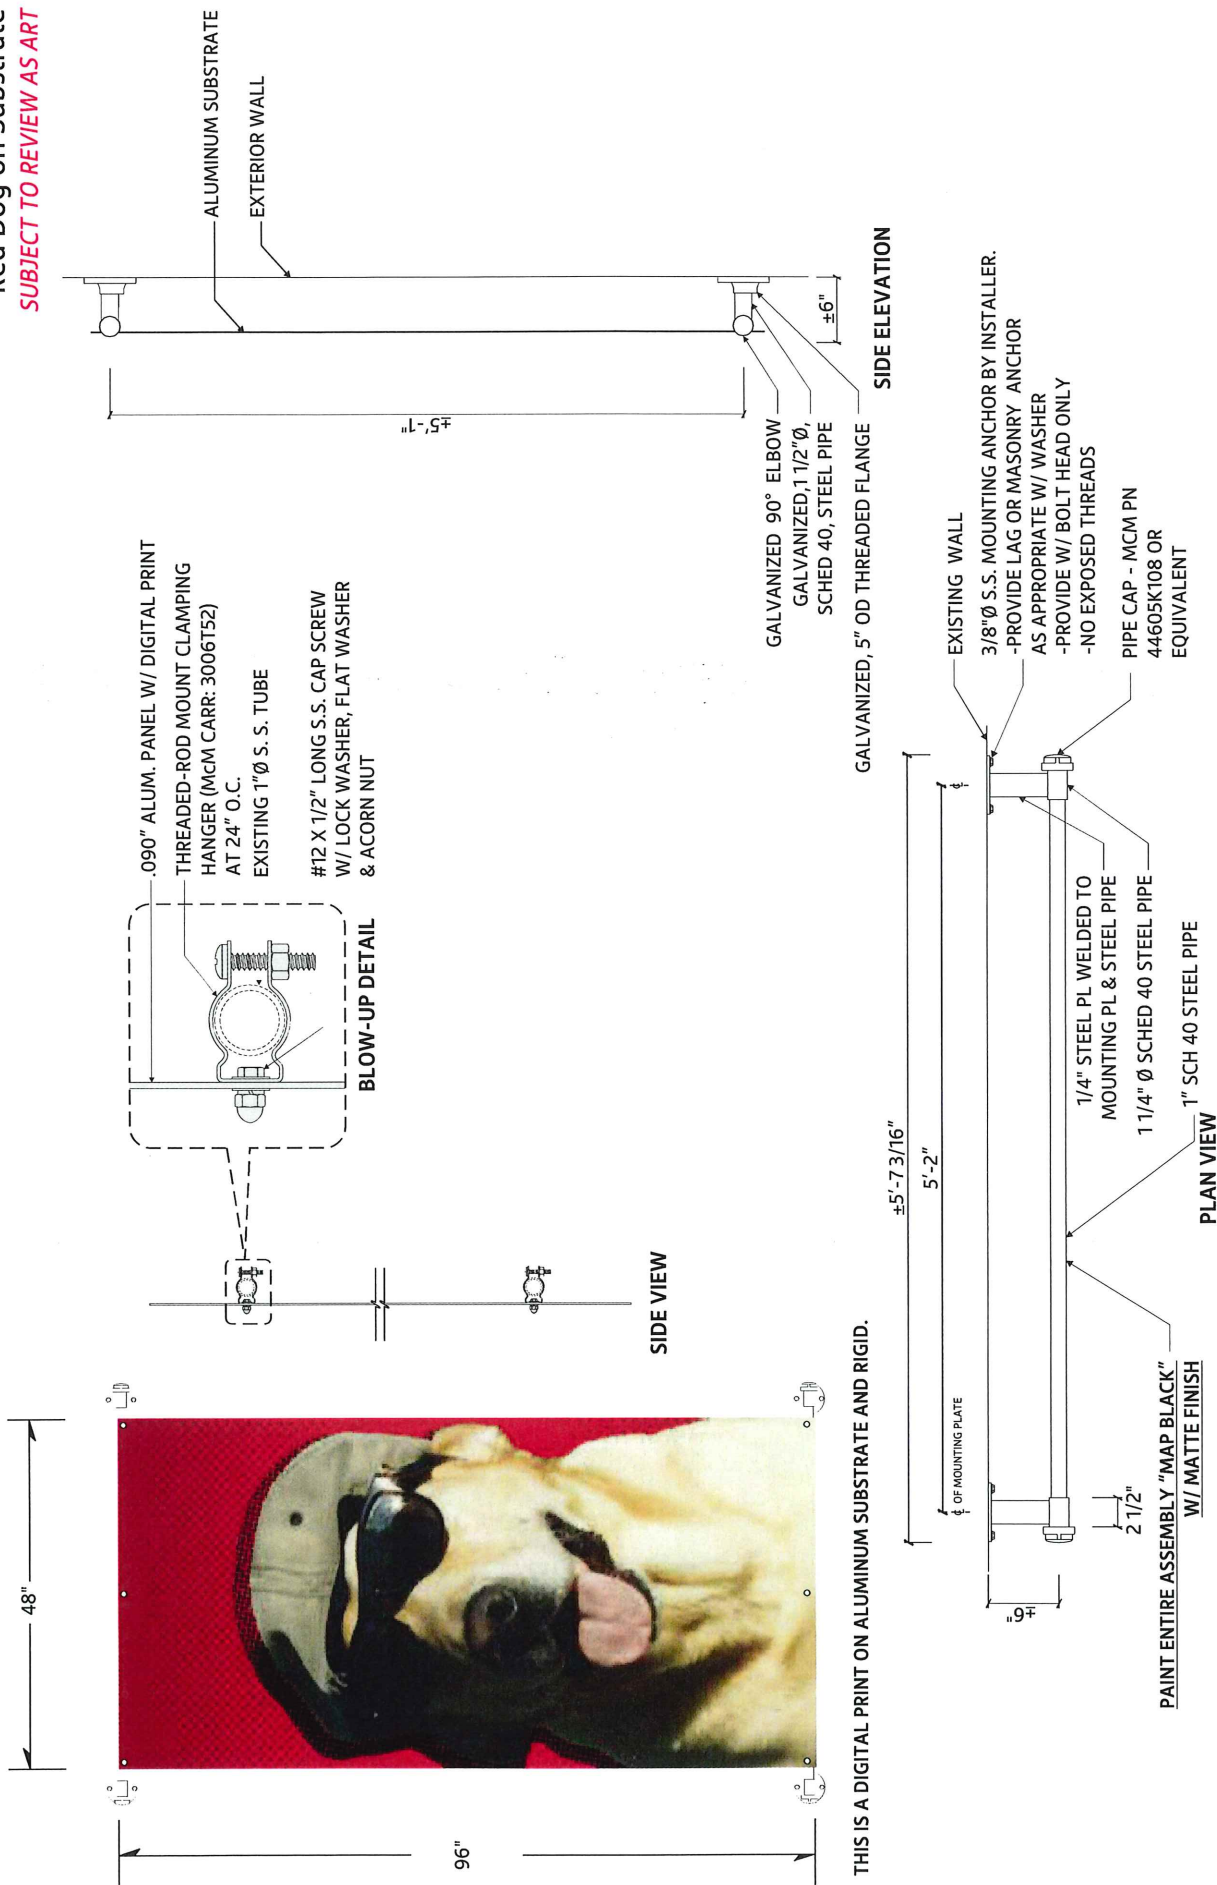 Red Dog on Substrate
SUBJECT TO REVIEW AS ART
48"
96"
THIS IS A DIGITAL PRINT ON ALUMINUM SUBSTRATE AND RIGID.
SIDE VIEW
.090" ALUM. PANEL W/ DIGITAL PRINT
THREADED-ROD MOUNT CLAMPING
HANGER (McM CARR: 3006T52)
AT 24" O.C.
EXISTING 1"Ø S. S. TUBE
#12 X 1/2" LONG S.S. CAP SCREW
W/ LOCK WASHER, FLAT WASHER
& ACORN NUT
BLOW-UP DETAIL
ALUMINUM SUBSTRATE
EXTERIOR WALL
±5'-1"
±6"
GALVANIZED 90° ELBOW
GALVANIZED,1 1/2"Ø,
SCHED 40, STEEL PIPE
GALVANIZED, 5" OD THREADED FLANGE
SIDE ELEVATION
±5'-7 3/16"
5'-2"
℄ OF MOUNTING PLATE
℄
±6"
2 1/2"
EXISTING WALL
3/8"Ø S.S. MOUNTING ANCHOR BY INSTALLER.
-PROVIDE LAG OR MASONRY ANCHOR
AS APPROPRIATE W/ WASHER
-PROVIDE W/ BOLT HEAD ONLY
-NO EXPOSED THREADS
PIPE CAP - MCM PN
44605K108 OR
EQUIVALENT
1/4" STEEL PL WELDED TO
MOUNTING PL & STEEL PIPE
1 1/4" Ø SCHED 40 STEEL PIPE
1" SCH 40 STEEL PIPE
PAINT ENTIRE ASSEMBLY "MAP BLACK"
W/ MATTE FINISH
PLAN VIEW